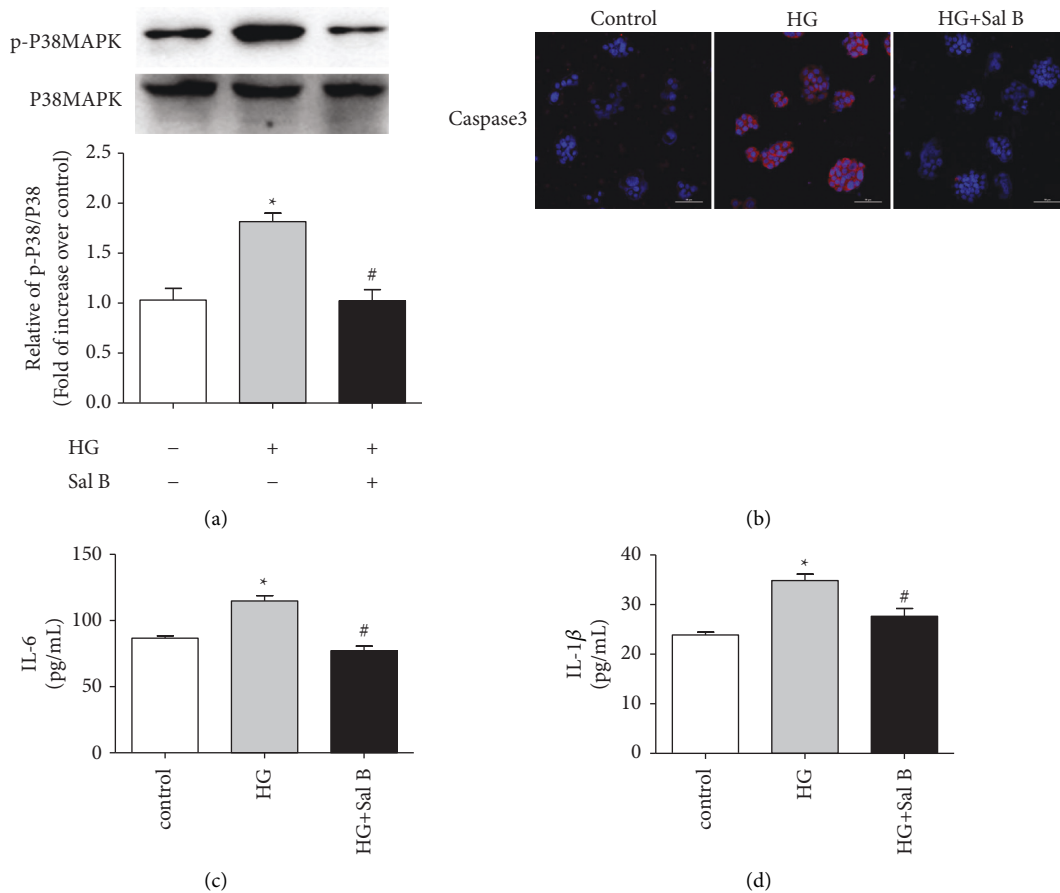 p-P38MAPK
P38MAPK
Relative of p-P38/P38
(Fold of increase over control)
2.5
2.0
1.5
1.0
0.5
0.0
*
#
HG − + +
Sal B − − +
(a)
Control HG HG+Sal B
Caspase3
(b)
IL-6
(pg/mL)
150
100
50
0
*
#
control HG HG+Sal B
(c)
IL-1β
(pg/mL)
40
30
20
10
0
*
#
control HG HG+Sal B
(d)